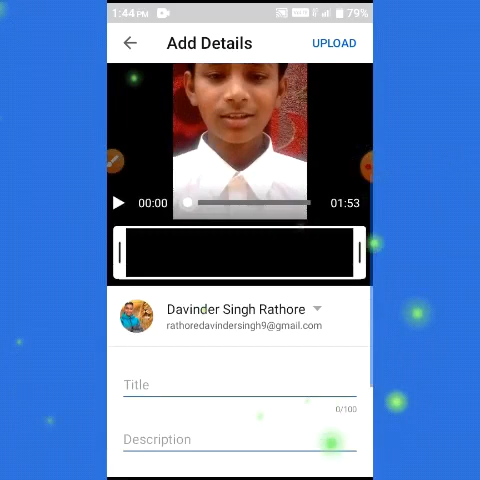 1:44 PM
79%
Add Details
UPLOAD
00:00
01:53
Davinder Singh Rathore
rathoredavindersingh9@gmail.com
Title
0/100
Description